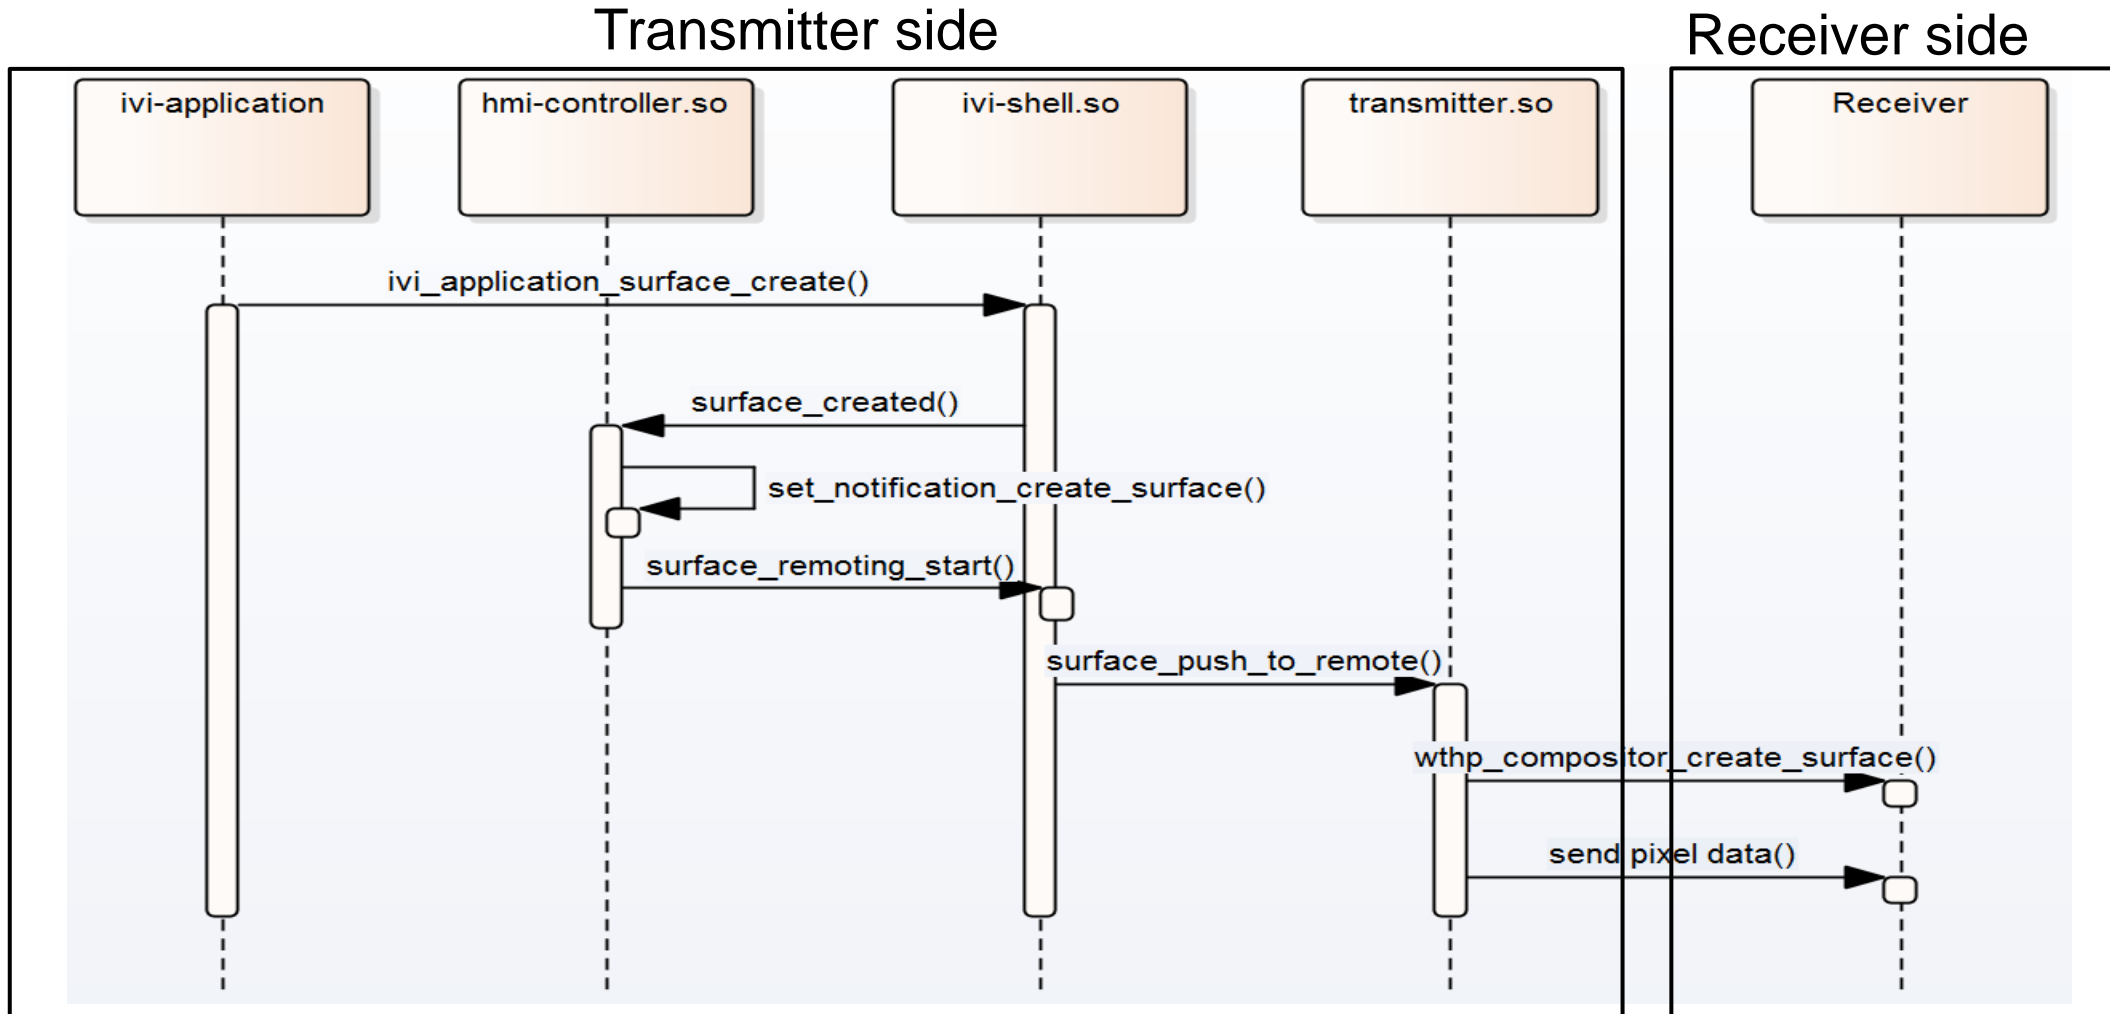 Transmitter side
Receiver side
ivi-application
hmi-controller.so
ivi-shell.so
transmitter.so
Receiver
ivi_application_surface_create()
surface_created()
set_notification_create_surface()
surface_remoting_start()
surface_push_to_remote()
wthp_compositor_create_surface()
send pixel data()